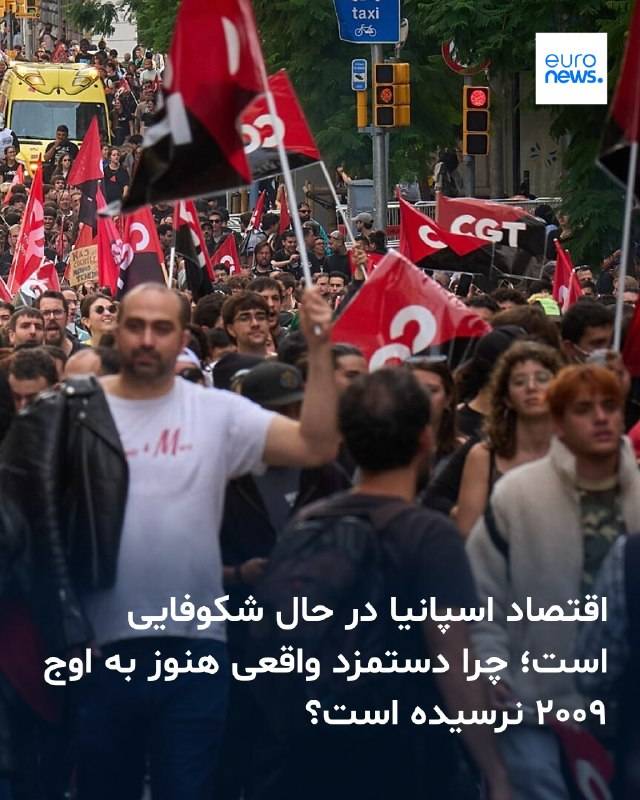 taxi
euro
news.
CGT
اقتصاد اسپانیا در حال شکوفایی
است؛ چرا دستمزد واقعی هنوز به اوج
۲۰۰۹ نرسیده است؟